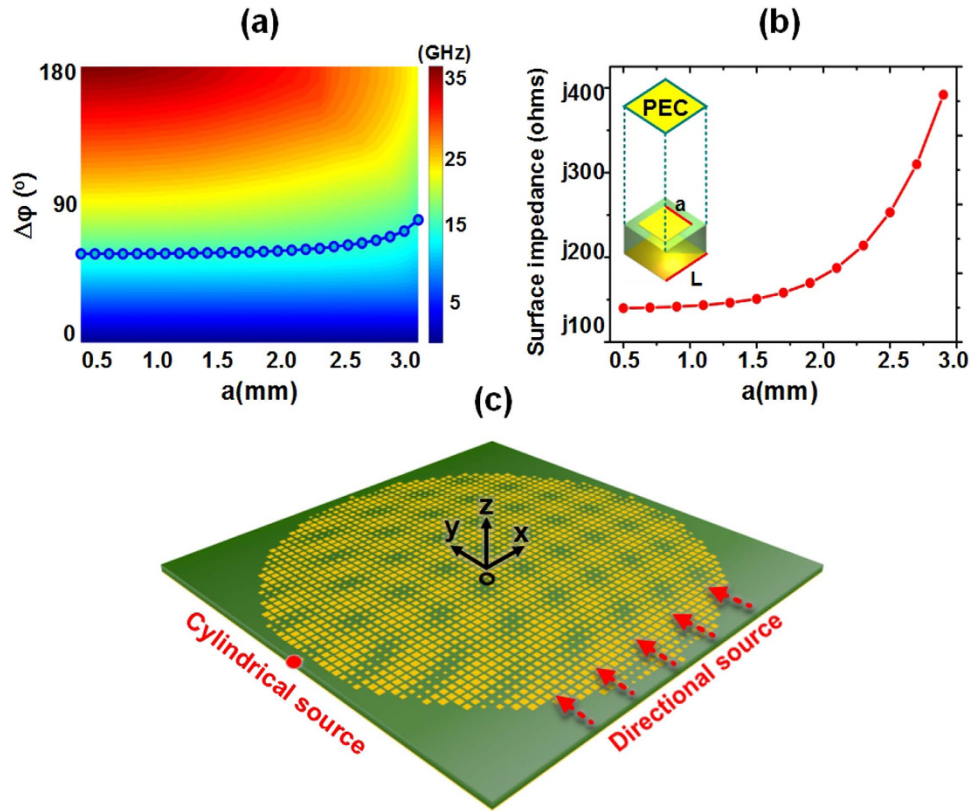 (a)
(GHz)
180
90
0
Δφ (º)
35
25
15
5
0.5 1.0 1.5 2.0 2.5 3.0
a(mm)
(b)
Surface impedance (ohms)
j400
j300
j200
j100
PEC
a
L
0.5 1.0 1.5 2.0 2.5 3.0
a(mm)
(c)
z
y
x
o
Cylindrical source
Directional source